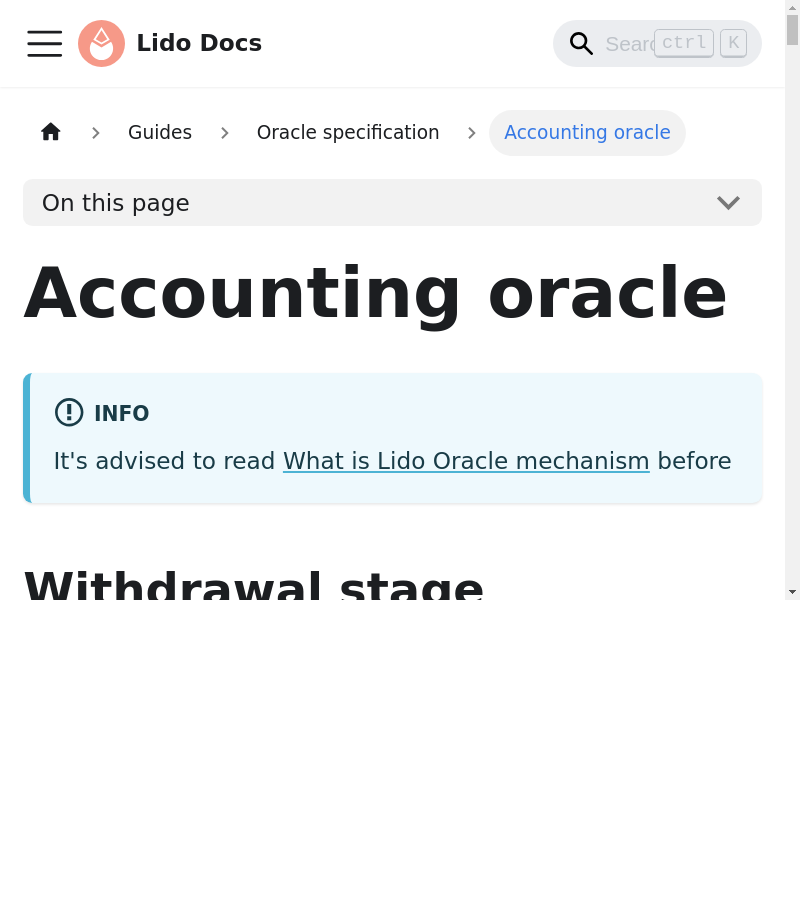 Lido Docs
Searc ctrl K
Guides
Oracle specification
Accounting oracle
On this page
Accounting oracle
INFO
It's advised to read What is Lido Oracle mechanism before
Withdrawal stage